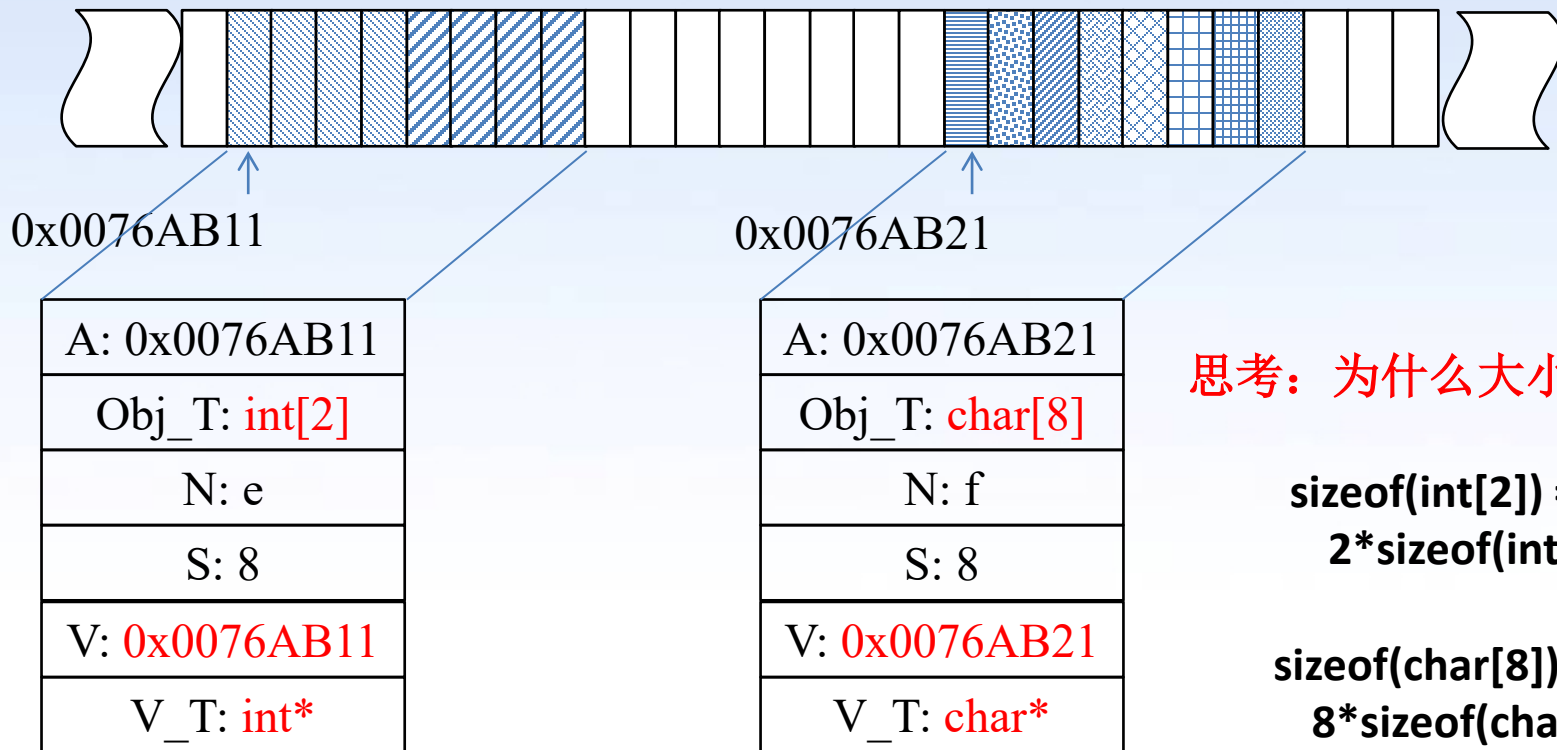 0x0076AB11
0x0076AB21
A: 0x0076AB11
Obj_T: int[2]
N: e
S: 8
V: 0x0076AB11
V_T: int*
A: 0x0076AB21
Obj_T: char[8]
N: f
S: 8
V: 0x0076AB21
V_T: char*
思考：为什么大小
sizeof(int[2]) =
2*sizeof(int
sizeof(char[8])
8*sizeof(cha